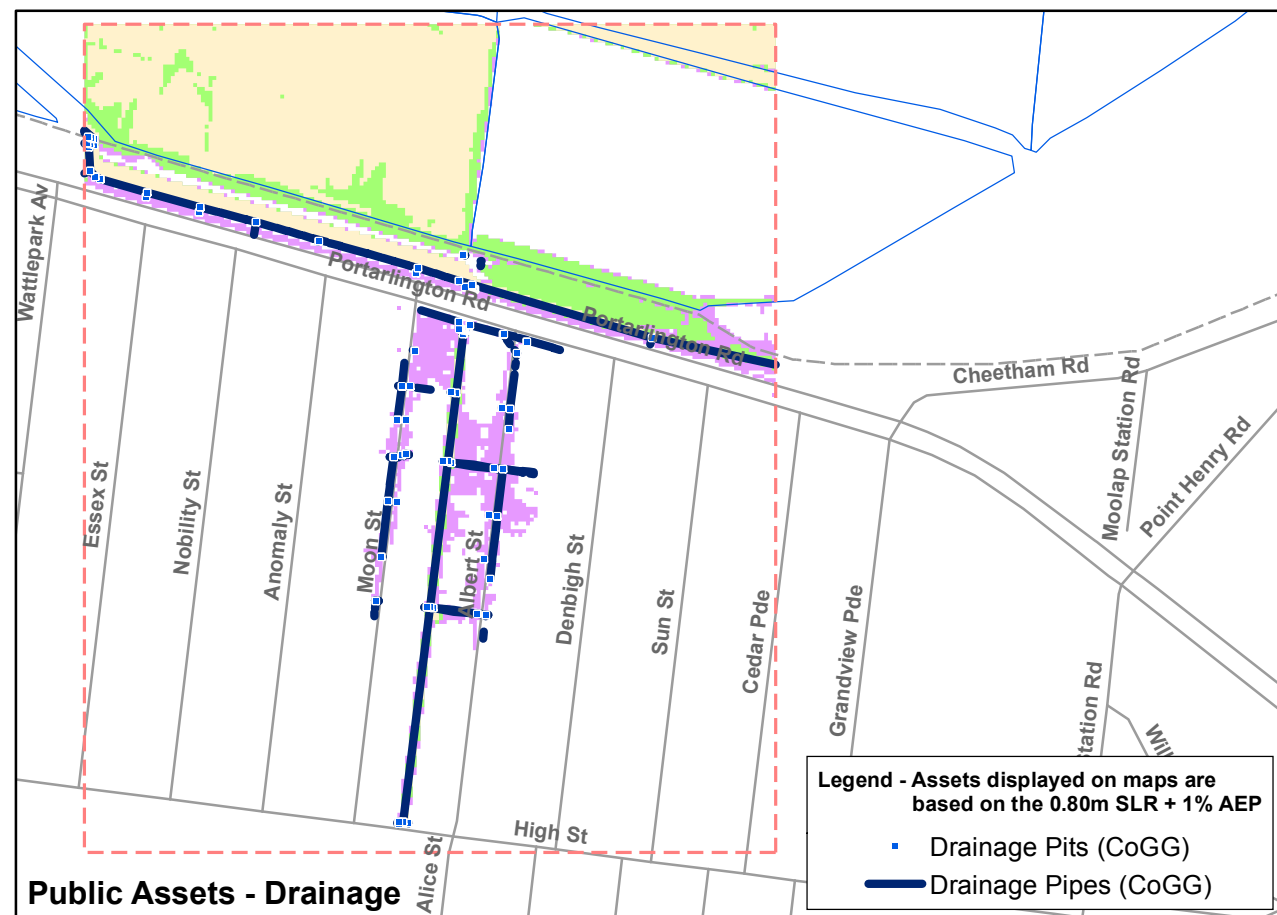 Wattlepark Av
Portarlington Rd
Portarlington Rd
Cheetham Rd
Moolap Station Rd
Point Henry Rd
Essex St
Nobility St
Anomaly St
Moon St
Albert St
Denbigh St
Sun St
Cedar Pde
Grandview Pde
Station Rd
Will
High St
Alice St
Legend - Assets displayed on maps are
based on the 0.80m SLR + 1% AEP
Drainage Pits (CoGG)
Drainage Pipes (CoGG)
Public Assets - Drainage